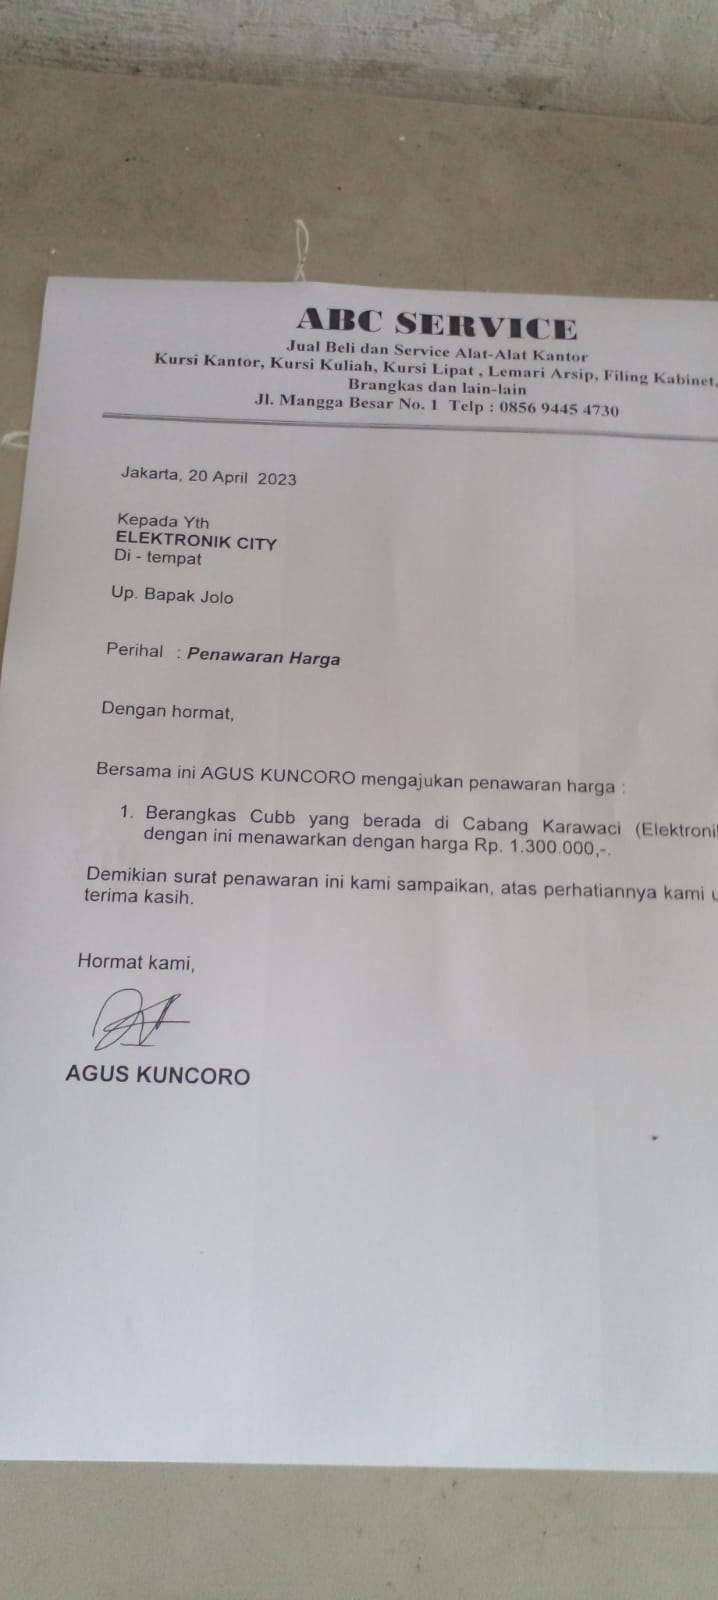 ABC SERVICE
Jual Beli dan Service Alat-Alat Kantor
Kursi Kantor, Kursi Kuliah, Kursi Lipat , Lemari Arsip, Filing Kabinet,
Brangkas dan lain-lain
Jl. Mangga Besar No. 1 Telp : 0856 9445 4730
Jakarta, 20 April 2023
Kepada Yth
ELEKTRONIK CITY
Di - tempat
Up. Bapak Jolo
Perihal : Penawaran Harga
Dengan hormat,
Bersama ini AGUS KUNCORO mengajukan penawaran harga :
1. Berangkas Cubb yang berada di Cabang Karawaci
dengan ini menawarkan dengan harga Rp. 1.300.000,-.
Demikian surat penawaran ini kami sampaikan, atas perhatiannya kami
terima kasih.
Hormat kami,
AGUS KUNCORO